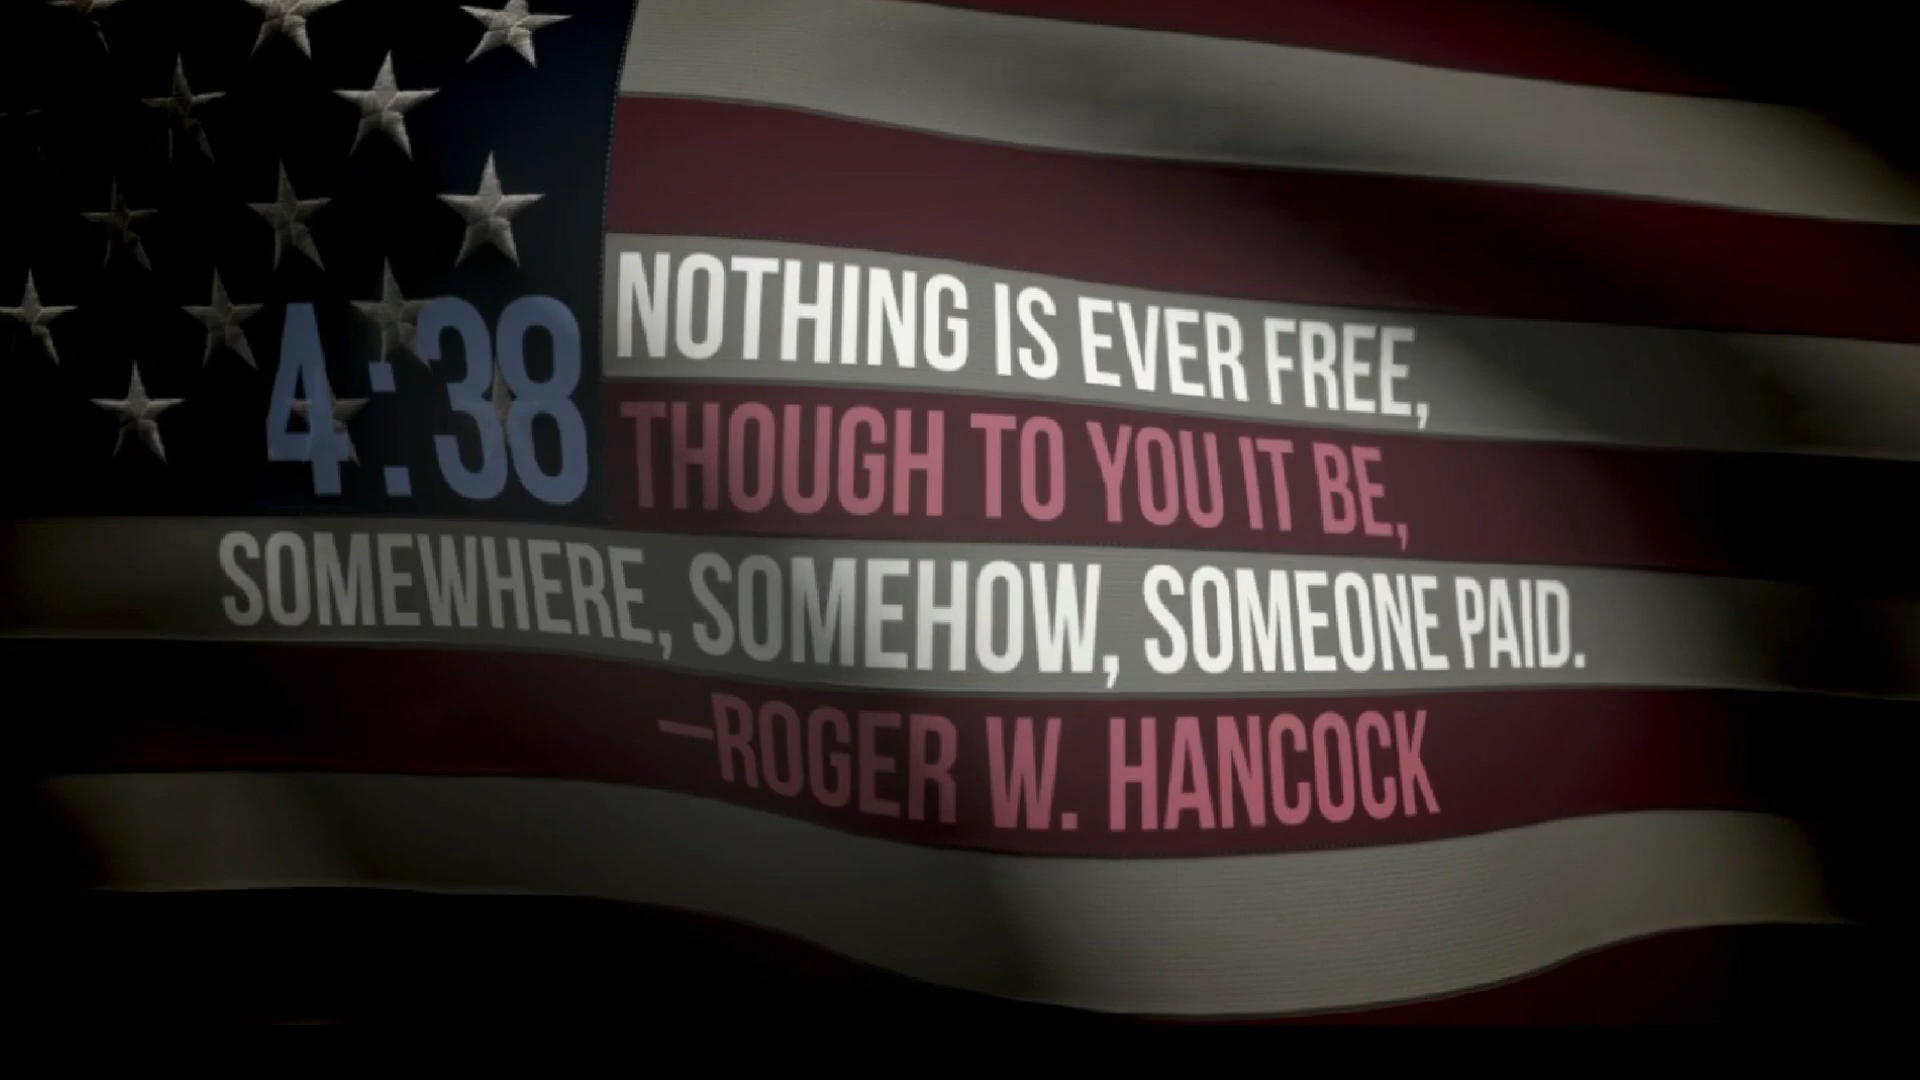 4:38
NOTHING IS EVER FREE,
THOUGH TO YOU IT BE,
SOMEWHERE, SOMEHOW, SOMEONE PAID.
–ROGER W. HANCOCK